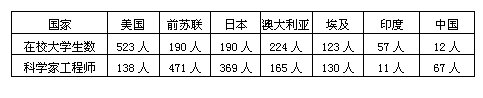 国家 美国 前苏联 日本 澳大利亚 埃及 印度 中国
在校大学生数 523 人 190 人 190 人 224 人 123 人 57 人 12 人
科学家工程师 138 人 471 人 369 人 165 人 130 人 11 人 67 人